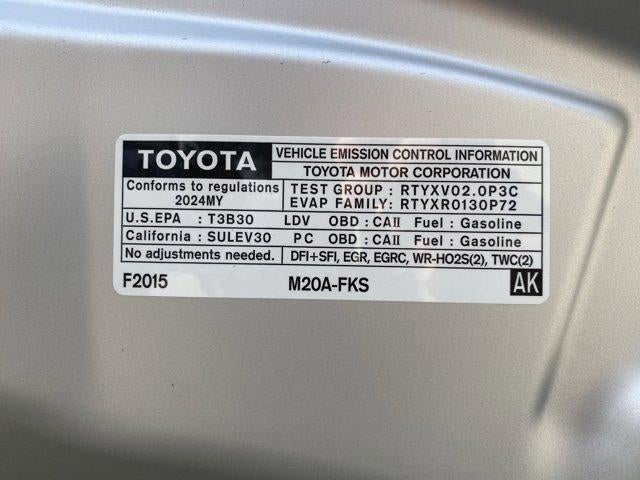 TOYOTA
VEHICLE EMISSION CONTROL INFORMATION
TOYOTA MOTOR CORPORATION
Conforms to regulations
2024MY
TEST GROUP : RTYXV02.0P3C
EVAP FAMILY: RTYXR0130P72
U.S.EPA : T3B30 LDV OBD : CAII Fuel : Gasoline
California : SULEV30 PC OBD : CAII Fuel : Gasoline
No adjustments needed. DFI+SFI, EGR, EGRC, WR-HO2S(2), TWC(2)
F2015 M20A-FKS AK